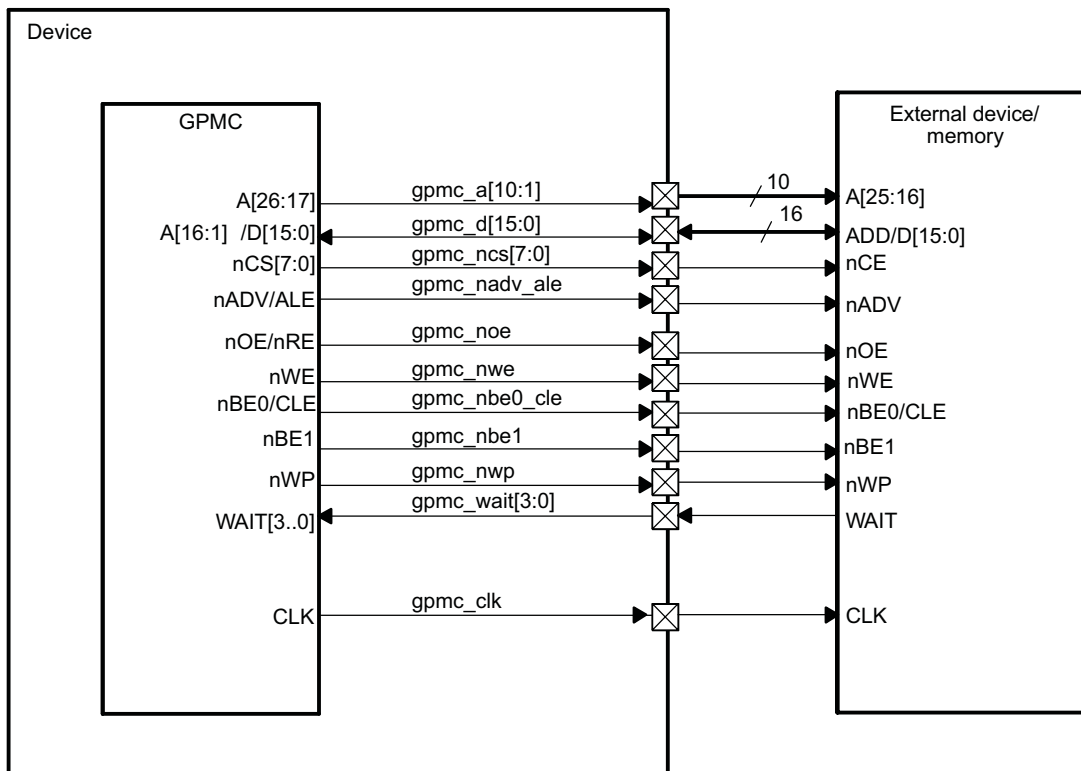 Device
GPMC
External device/
memory
A[26:17] gpmc_a[10:1] 10 A[25:16]
A[16:1] /D[15:0] gpmc_d[15:0] 16 ADD/D[15:0]
nCS[7:0] gpmc_ncs[7:0] nCE
nADV/ALE gpmc_nadv_ale nADV
nOE/nRE gpmc_noe nOE
nWE gpmc_nwe nWE
nBE0/CLE gpmc_nbe0_cle nBE0/CLE
nBE1 gpmc_nbe1 nBE1
nWP gpmc_nwp nWP
WAIT[3..0] gpmc_wait[3:0] WAIT
CLK gpmc_clk CLK